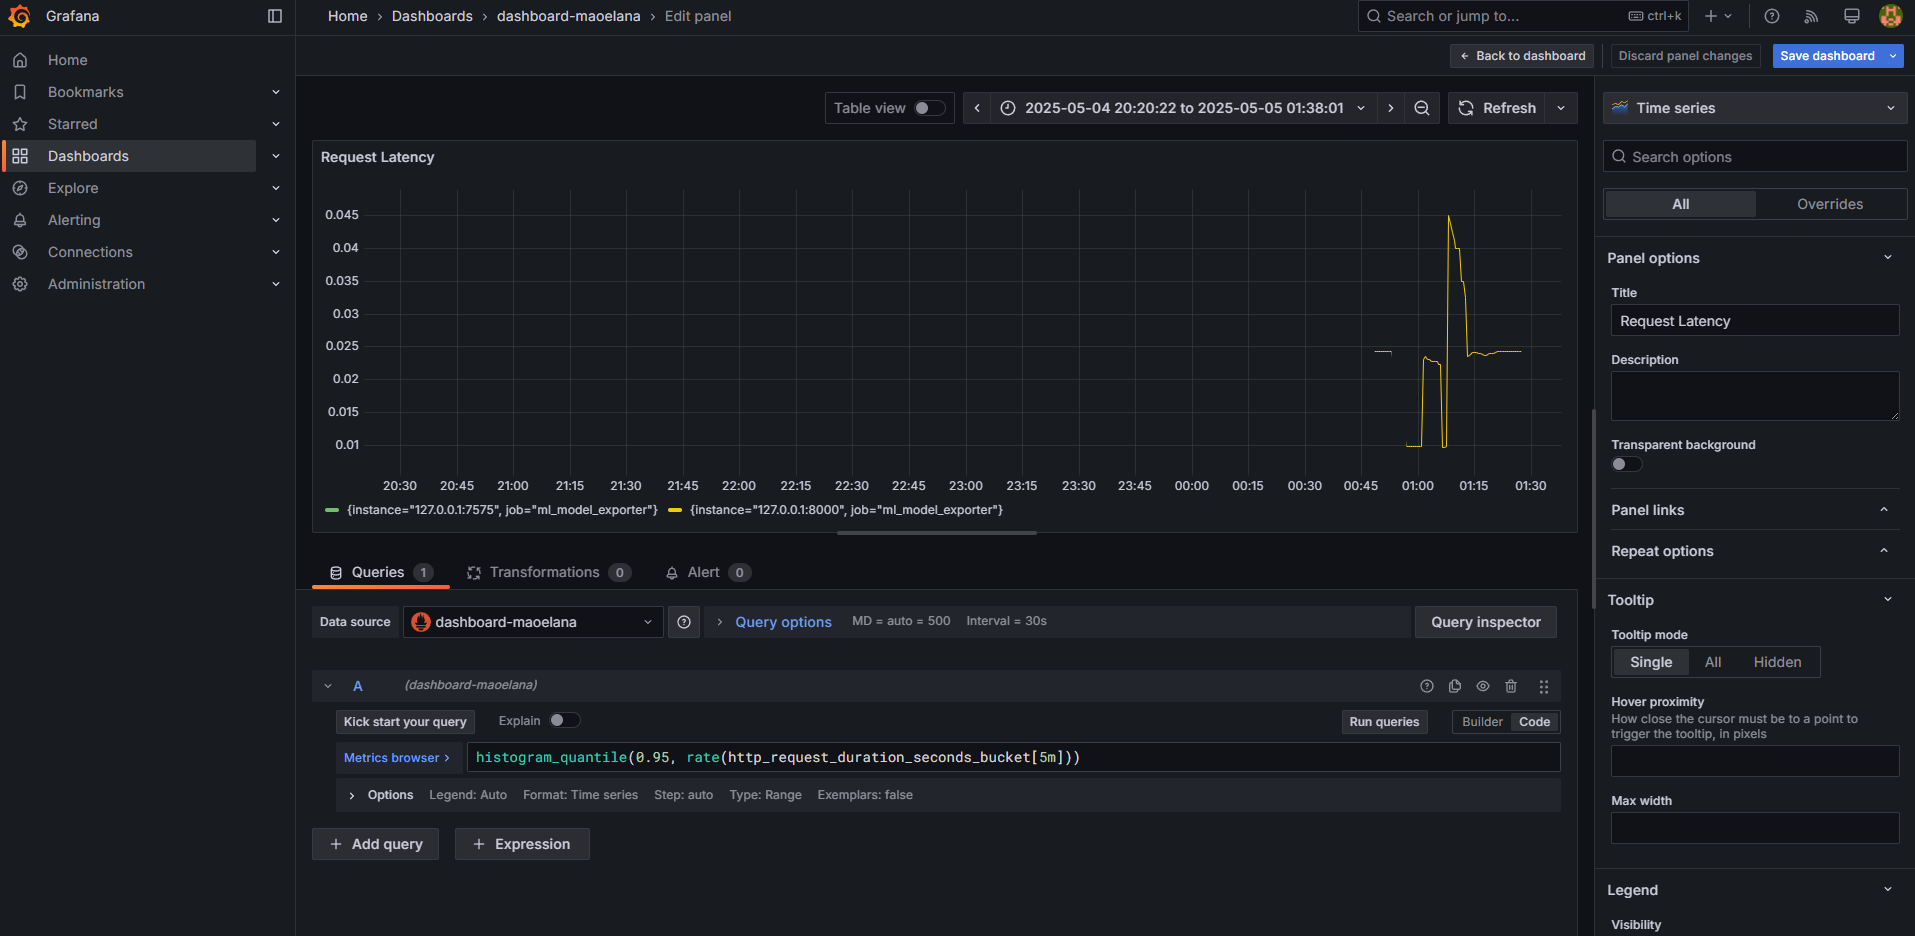 Grafana
Home › Dashboards › dashboard-maoelana › Edit panel
Search or jump to...
ctrl+k
Home
Bookmarks
Starred
Dashboards
Explore
Alerting
Connections
Administration
Back to dashboard
Discard panel changes
Save dashboard
Table view
2025-05-04 20:20:22 to 2025-05-05 01:38:01
Refresh
Request Latency
0.045
0.04
0.035
0.03
0.025
0.02
0.015
0.01
20:30 20:45 21:00 21:15 21:30 21:45 22:00 22:15 22:30 22:45 23:00 23:15 23:30 23:45 00:00 00:15 00:30 00:45 01:00 01:15 01:30
{instance="127.0.0.1:7575", job="ml_model_exporter"} {instance="127.0.0.1:8000", job="ml_model_exporter"}
Queries 1 Transformations 0 Alert 0
Data source dashboard-maoelana Query options MD = auto = 500 Interval = 30s Query inspector
A (dashboard-maoelana)
Kick start your query Explain Run queries Builder Code
Metrics browser › histogram_quantile(0.95, rate(http_request_duration_seconds_bucket[5m]))
Options Legend: Auto Format: Time series Step: auto Type: Range Exemplars: false
+ Add query + Expression
Time series
Search options
All Overrides
Panel options
Title
Request Latency
Description
Transparent background
Panel links
Repeat options
Tooltip
Tooltip mode
Single All Hidden
Hover proximity
How close the cursor must be to a point to
trigger the tooltip, in pixels
Max width
Legend
Visibility